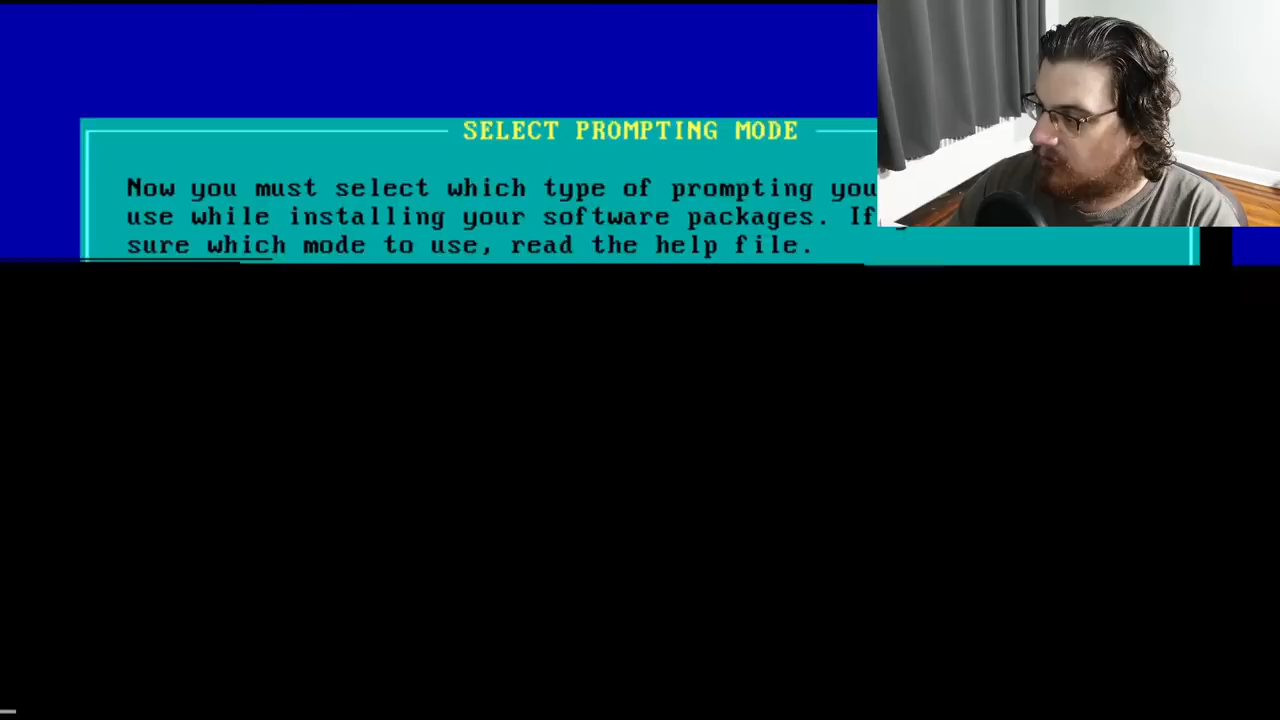 SELECT PROMPTING MODE
Now you must select which type of prompting you
use while installing your software packages. If
sure which mode to use, read the help file.